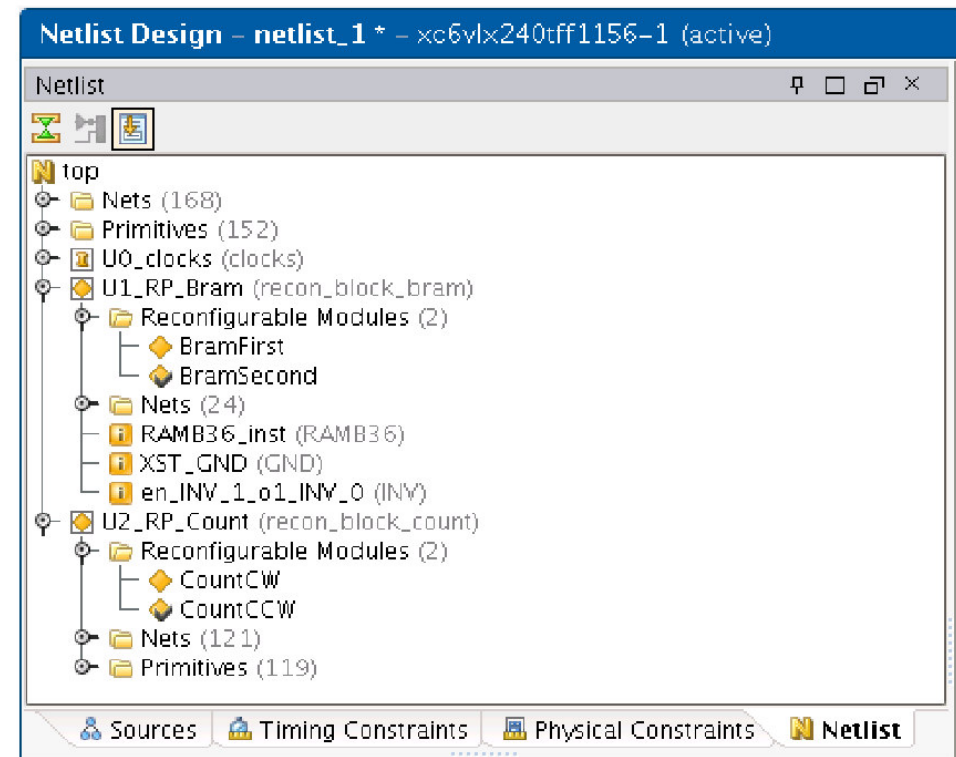 Netlist Design – netlist_1 * – xc6vlx240tff1156–1 (active)
Netlist
top
Nets (168)
Primitives (152)
U0_clocks (clocks)
U1_RP_Bram (recon_block_bram)
Reconfigurable Modules (2)
BramFirst
BramSecond
Nets (24)
RAMB36_inst (RAMB36)
XST_GND (GND)
en_INV_1_o1_INV_0 (INV)
U2_RP_Count (recon_block_count)
Reconfigurable Modules (2)
CountCW
CountCCW
Nets (121)
Primitives (119)
Sources Timing Constraints Physical Constraints Netlist